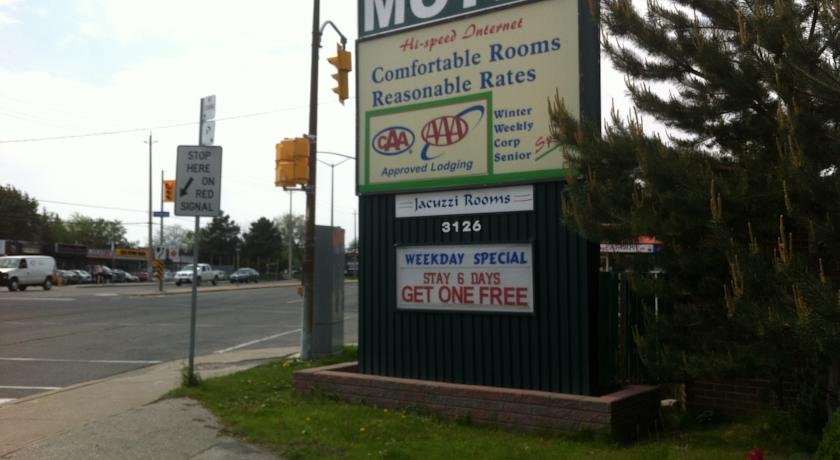 Hi-speed Internet
Comfortable Rooms
Reasonable Rates
CAA
AAA
Approved Lodging
Winter
Weekly
Corp
Senior
Jacuzzi Rooms
3126
WEEKDAY SPECIAL
STAY 6 DAYS
GET ONE FREE
STOP
HERE
ON
RED
SIGNAL